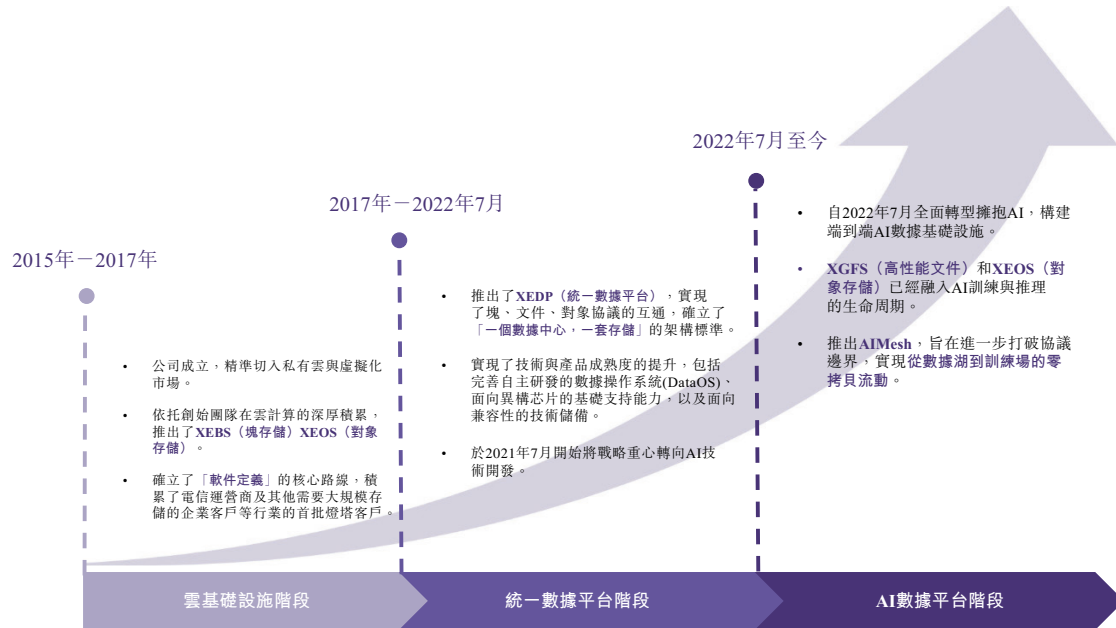 2015年－2017年
• 公司成立，精準切入私有雲與虛擬化
市場。
• 依托創始團隊在雲計算的深厚積累，
推出了XEBS（塊存儲）XEOS（對象
存儲）。
• 確立了「軟件定義」的核心路線，積
累了電信運營商及其他需要大規模存
儲的企業客戶等行業的首批燈塔客戶。
雲基礎設施階段
2017年－2022年7月
• 推出了XEDP（統一數據平台），實現
了塊、文件、對象協議的互通，確立了
「一個數據中心，一套存儲」的架構標準。
• 實現了技術與產品成熟度的提升，包括
完善自主研發的數據操作系統(DataOS)、
面向異構芯片的基礎支持能力，以及面向
兼容性的技術儲備。
• 於2021年7月開始將戰略重心轉向AI技
術開發。
統一數據平台階段
2022年7月至今
• 自2022年7月全面轉型擁抱AI，構建
端到端AI數據基礎設施。
• XGFS（高性能文件）和XEOS（對
象存儲）已經融入AI訓練與推理
的生命周期。
• 推出AIMesh，旨在進一步打破協議
邊界，實現從數據湖到訓練場的零
拷貝流動。
AI數據平台階段